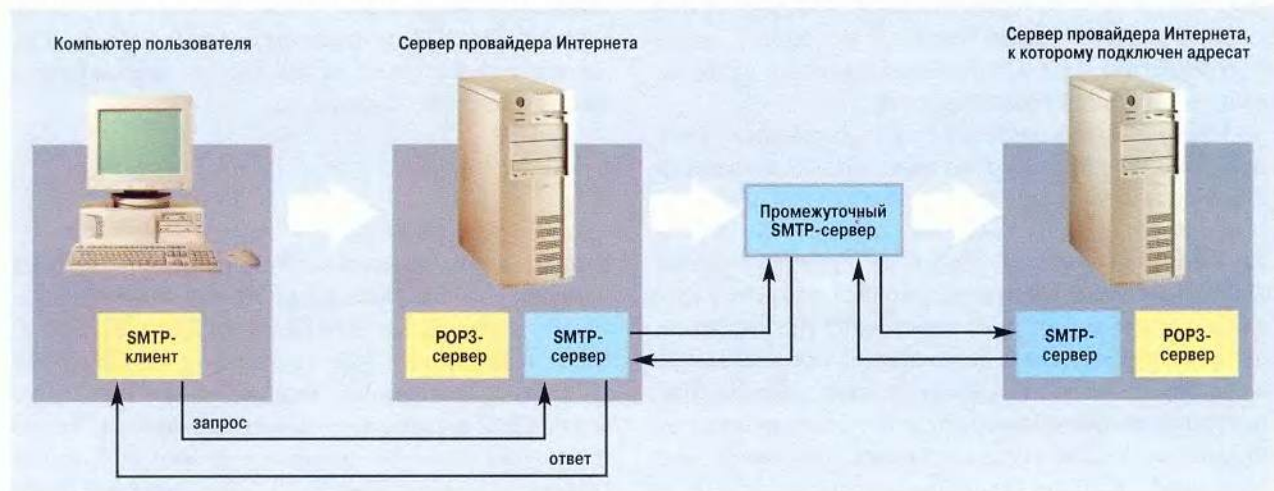 Компьютер пользователя
Сервер провайдера Интернета
Сервер провайдера Интернета,
к которому подключен адресат
Промежуточный
SMTP-сервер
SMTP-
клиент
POP3-
сервер
SMTP-
сервер
SMTP-
сервер
POP3-
сервер
запрос
ответ